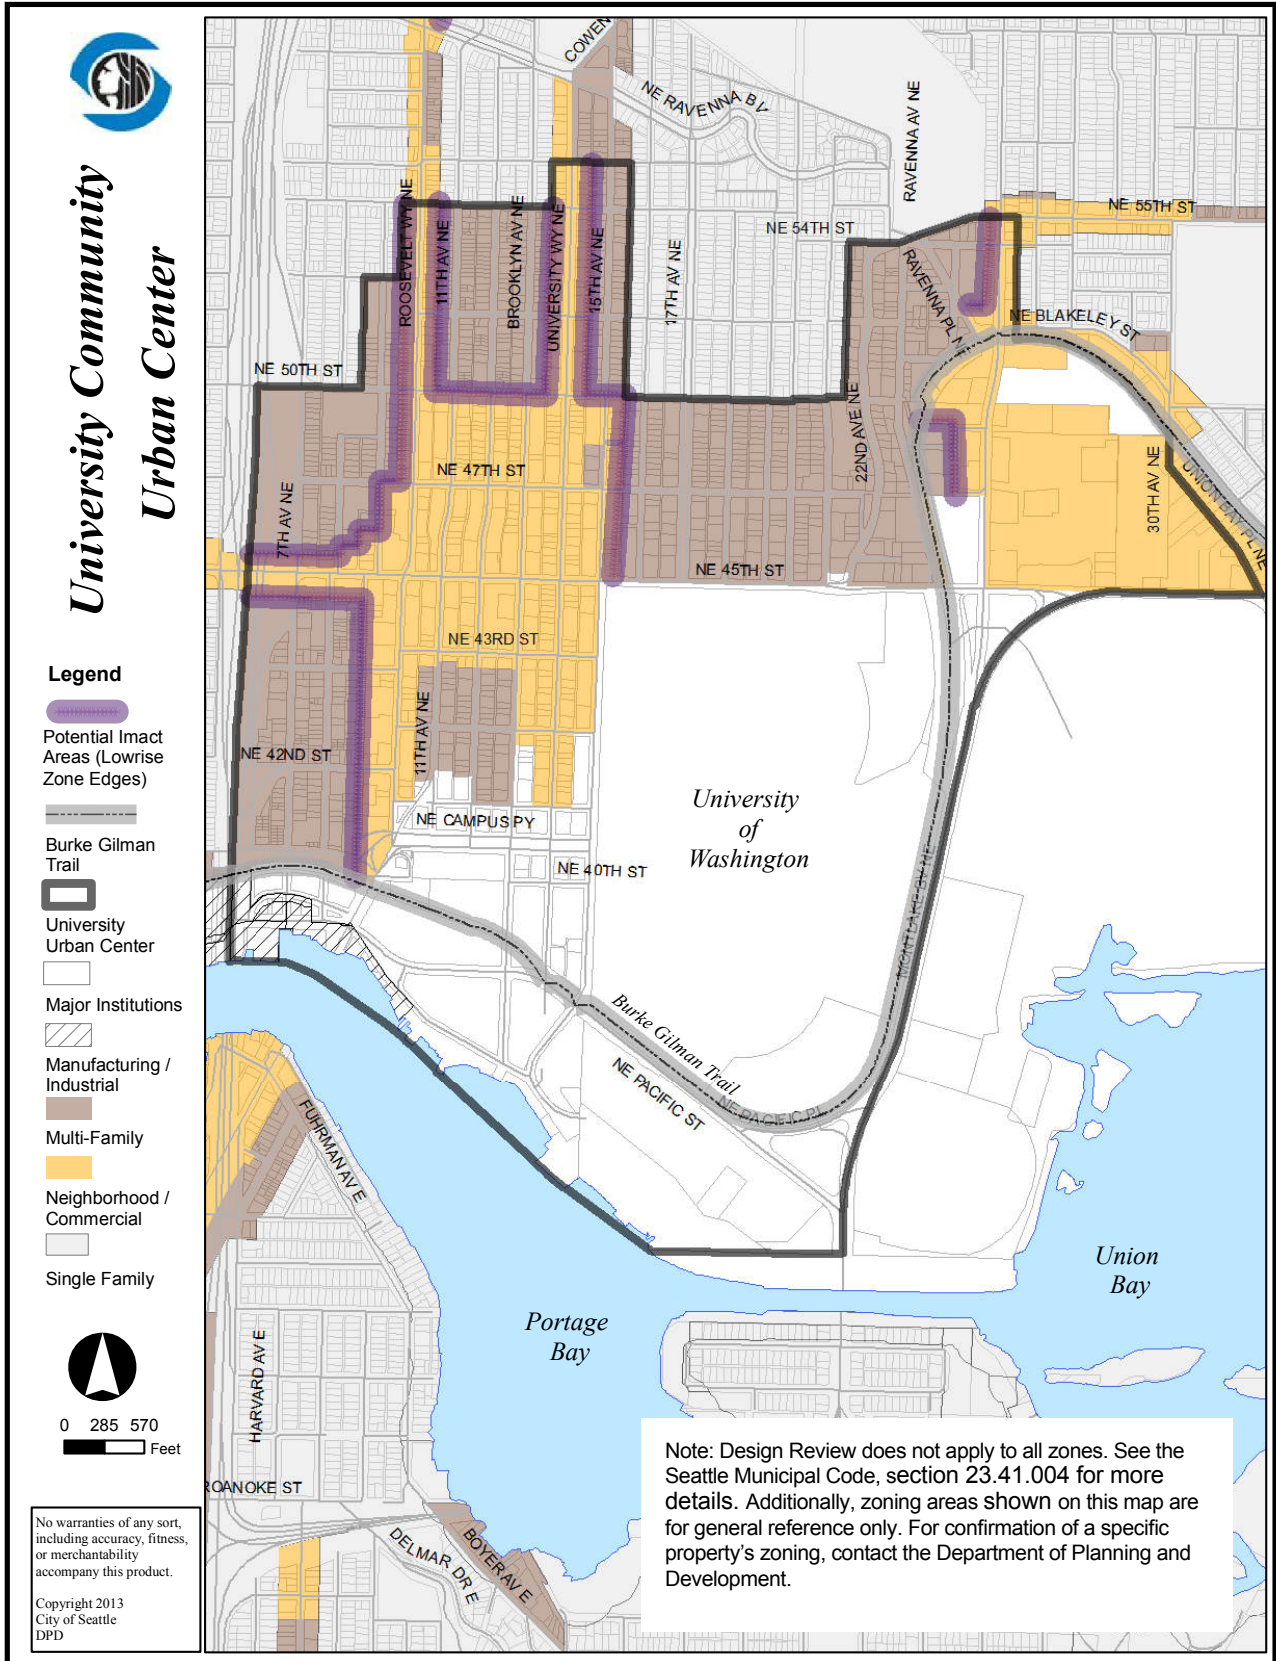 University Community
Urban Center
Legend
Potential Imact
Areas (Lowrise
Zone Edges)
Burke Gilman
Trail
University
Urban Center
Major Institutions
Manufacturing /
Industrial
Multi-Family
Neighborhood /
Commercial
Single Family
0 285 570
Feet
No warranties of any sort,
including accuracy, fitness,
or merchantability
accompany this product.
Copyright 2013
City of Seattle
DPD
COWEN
NE RAVENNA BV
RAVENNA AV NE
NE 55TH ST
NE 54TH ST
ROOSEVELT WY NE
11TH AV NE
BROOKLYN AV NE
UNIVERSITY WY NE
15TH AV NE
17TH AV NE
RAVENNA PL N
NE BLAKELEY ST
NE 50TH ST
22ND AVE NE
NE 47TH ST
7TH AV NE
30TH AV NE
UNION BAY PL NE
NE 45TH ST
NE 43RD ST
11TH AV NE
NE 42ND ST
NE CAMPUS PY
NE 40TH ST
University
of
Washington
MONTLAKE BV NE
Burke Gilman Trail
NE PACIFIC ST
NE PACIFIC PL
FUHRMAN AV E
Union
Bay
Portage
Bay
HARVARD AV E
ROANOKE ST
DELMAR DR E
BOYER AV E
Note: Design Review does not apply to all zones. See the
Seattle Municipal Code, section 23.41.004 for more
details. Additionally, zoning areas shown on this map are
for general reference only. For confirmation of a specific
property's zoning, contact the Department of Planning and
Development.